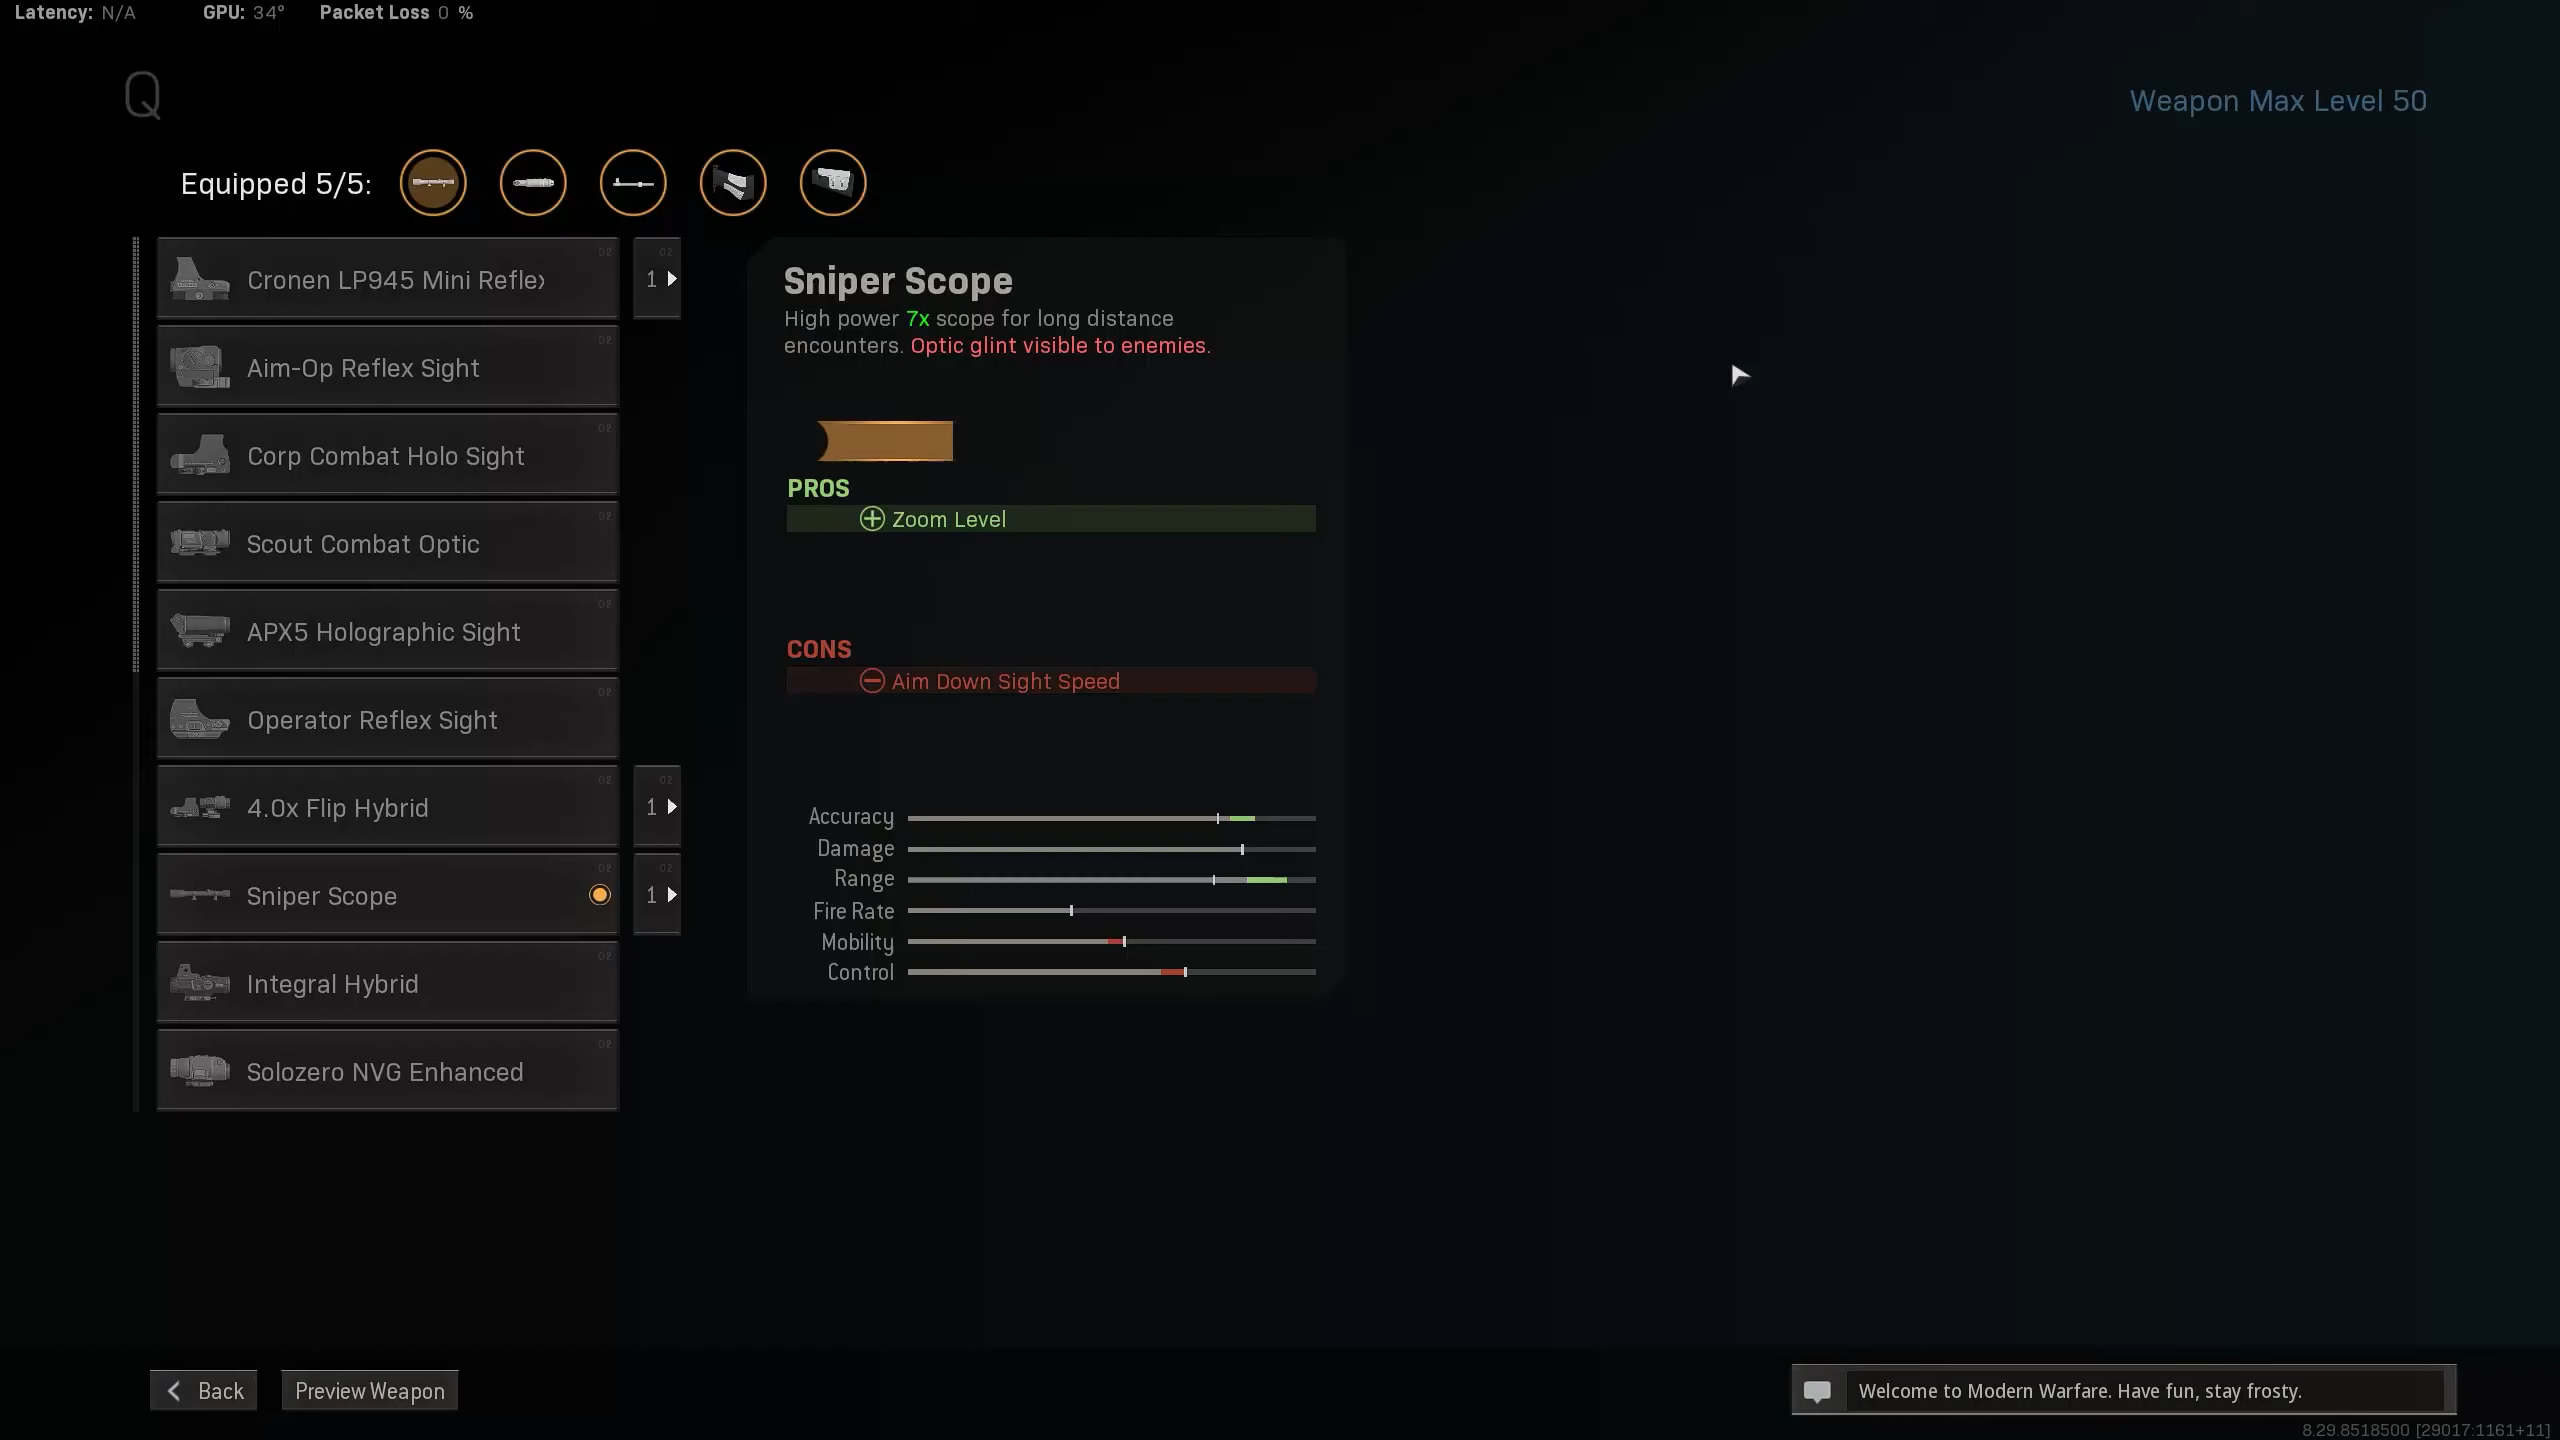 Latency: N/A GPU: 34° Packet Loss 0 %
Q
Weapon Max Level 50
Equipped 5/5:
Cronen LP945 Mini Reflex
1
Aim-Op Reflex Sight
Corp Combat Holo Sight
Scout Combat Optic
APX5 Holographic Sight
Operator Reflex Sight
4.0x Flip Hybrid
1
Sniper Scope
1
Integral Hybrid
Solozero NVG Enhanced
Sniper Scope
High power 7x scope for long distance
encounters. Optic glint visible to enemies.
PROS
Zoom Level
CONS
Aim Down Sight Speed
Accuracy
Damage
Range
Fire Rate
Mobility
Control
Back
Preview Weapon
Welcome to Modern Warfare. Have fun, stay frosty.
8.29.8518500 [29017:1161+11]